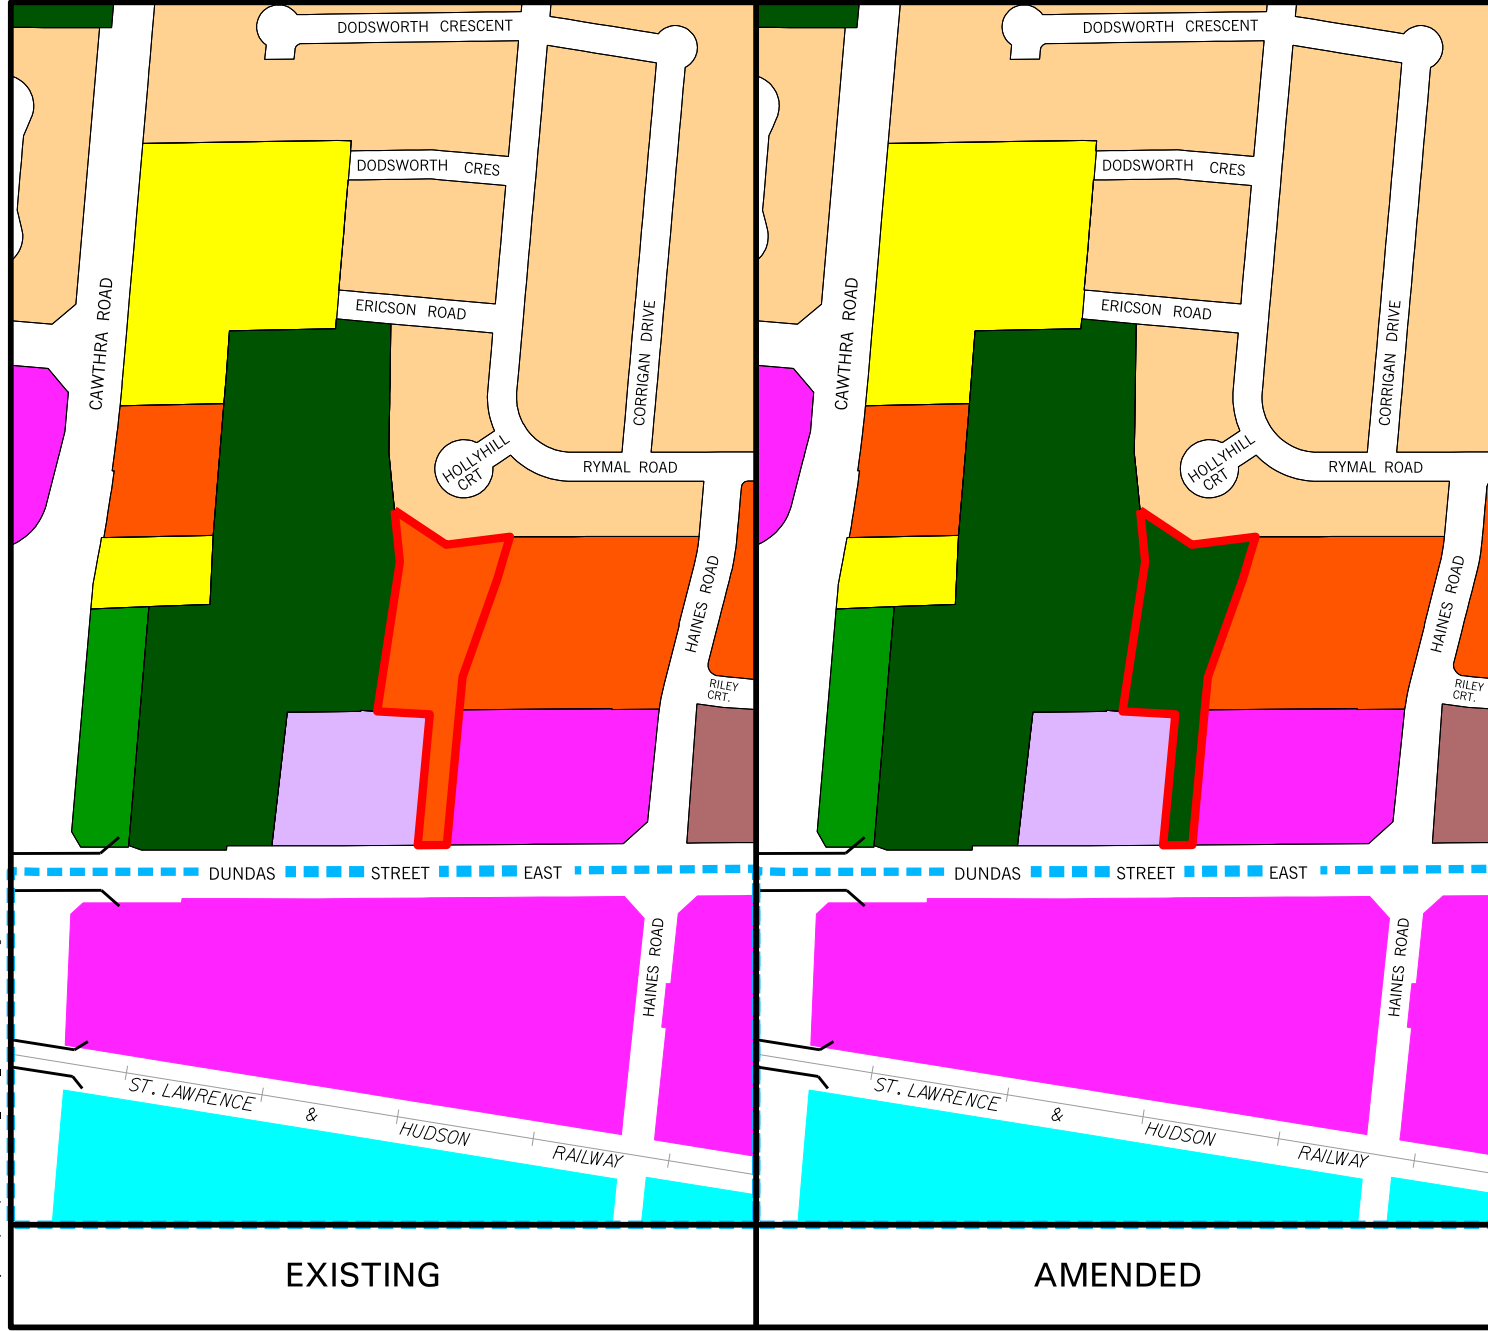 DODSWORTH CRESCENT
DODSWORTH CRES
CAWTHRA ROAD
ERICSON ROAD
CORRIGAN DRIVE
HOLLYHILL
CRT
RYMAL ROAD
HAINES ROAD
RILEY
CRT.
DUNDAS STREET EAST
HAINES ROAD
ST. LAWRENCE & HUDSON RAILWAY
EXISTING
DODSWORTH CRESCENT
DODSWORTH CRES
CAWTHRA ROAD
ERICSON ROAD
CORRIGAN DRIVE
HOLLYHILL
CRT
RYMAL ROAD
HAINES ROAD
RILEY
CRT.
DUNDAS STREET EAST
HAINES ROAD
ST. LAWRENCE & HUDSON RAILWAY
AMENDED